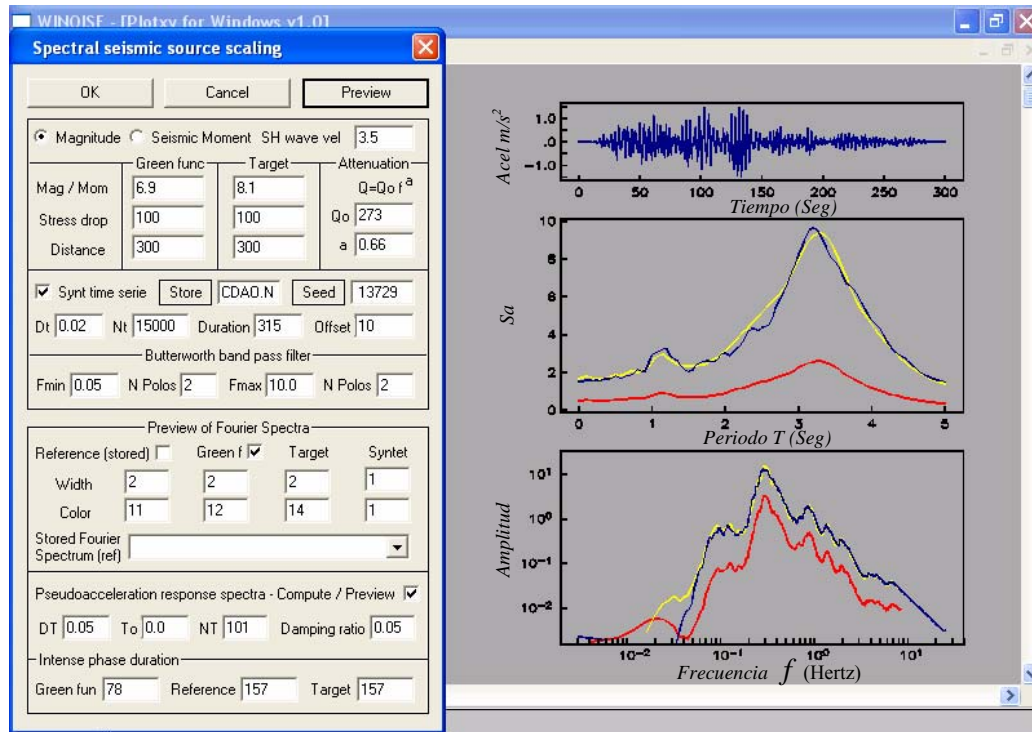 WINOISE - [Plotxy for Windows v1.0]
Spectral seismic source scaling
OK Cancel Preview
Magnitude Seismic Moment SH wave vel 3.5
Green func Target Attenuation
Mag / Mom 6.9 8.1 Q=Qo f^a
Stress drop 100 100 Qo 273
Distance 300 300 a 0.66
Synt time serie Store CDAO.N Seed 13729
Dt 0.02 Nt 15000 Duration 315 Offset 10
Butterworth band pass filter
Fmin 0.05 N Polos 2 Fmax 10.0 N Polos 2
Preview of Fourier Spectra
Reference (stored) Green f Target Syntet
Width 2 2 2 1
Color 11 12 14 1
Stored Fourier
Spectrum (ref)
Pseudoacceleration response spectra - Compute / Preview
DT 0.05 To 0.0 NT 101 Damping ratio 0.05
Intense phase duration
Green fun 78 Reference 157 Target 157
Acel m/s²
1.0
.0
-1.0
0 50 100 150 200 250 300
Tiempo (Seg)
Sa
10
8
6
4
2
0
0 1 2 3 4 5
Periodo T (Seg)
Amplitud
10¹
10⁰
10⁻¹
10⁻²
10⁻² 10⁻¹ 10⁰ 10¹
Frecuencia f (Hertz)